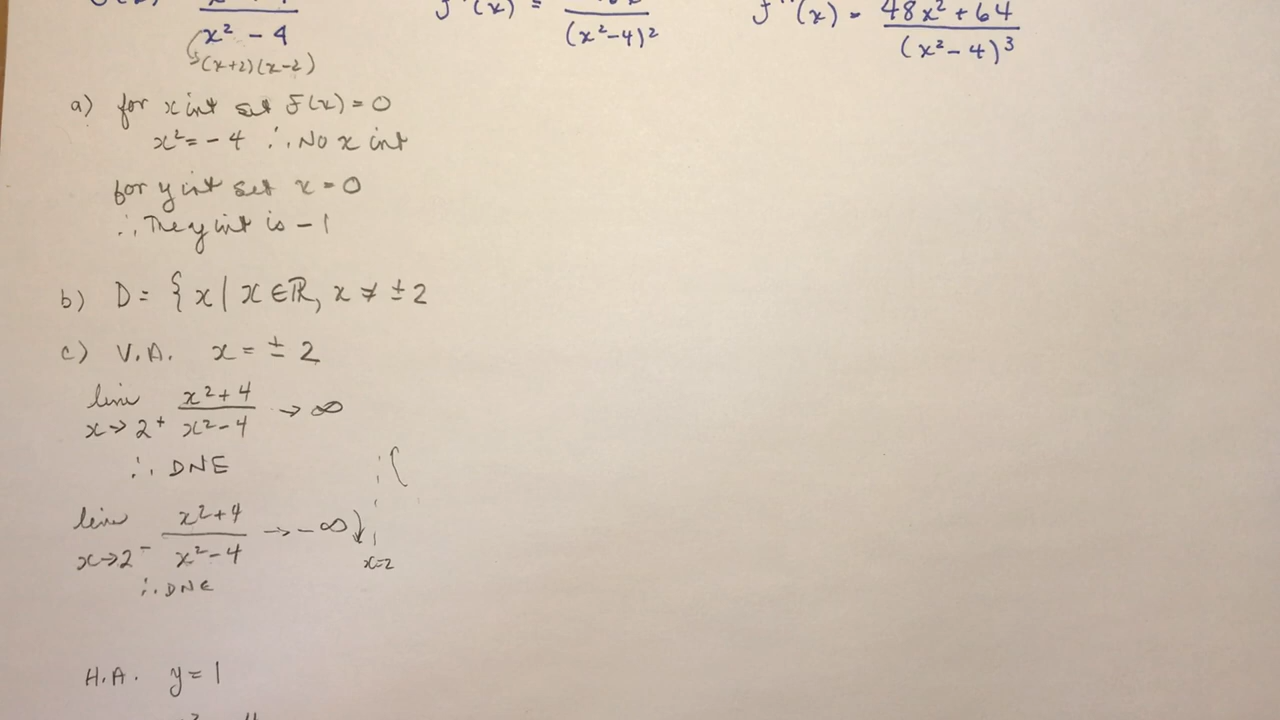 x² - 4
(x²-4)²
f''(x) = 48x² + 64
(x²-4)³
(x+2)(x-2)
a) for x int set f(x) = 0
x² = -4 ∴ No x int
for y int set x = 0
∴ The y int is -1
b) D = { x | x ∈ ℝ, x ≠ ± 2
c) V.A. x = ± 2
lim x²+4 → ∞
x→2⁺ x²-4
∴ DNE
lim x²+4 → -∞
x→2⁻ x²-4
x=2
∴ DNE
H.A. y = 1